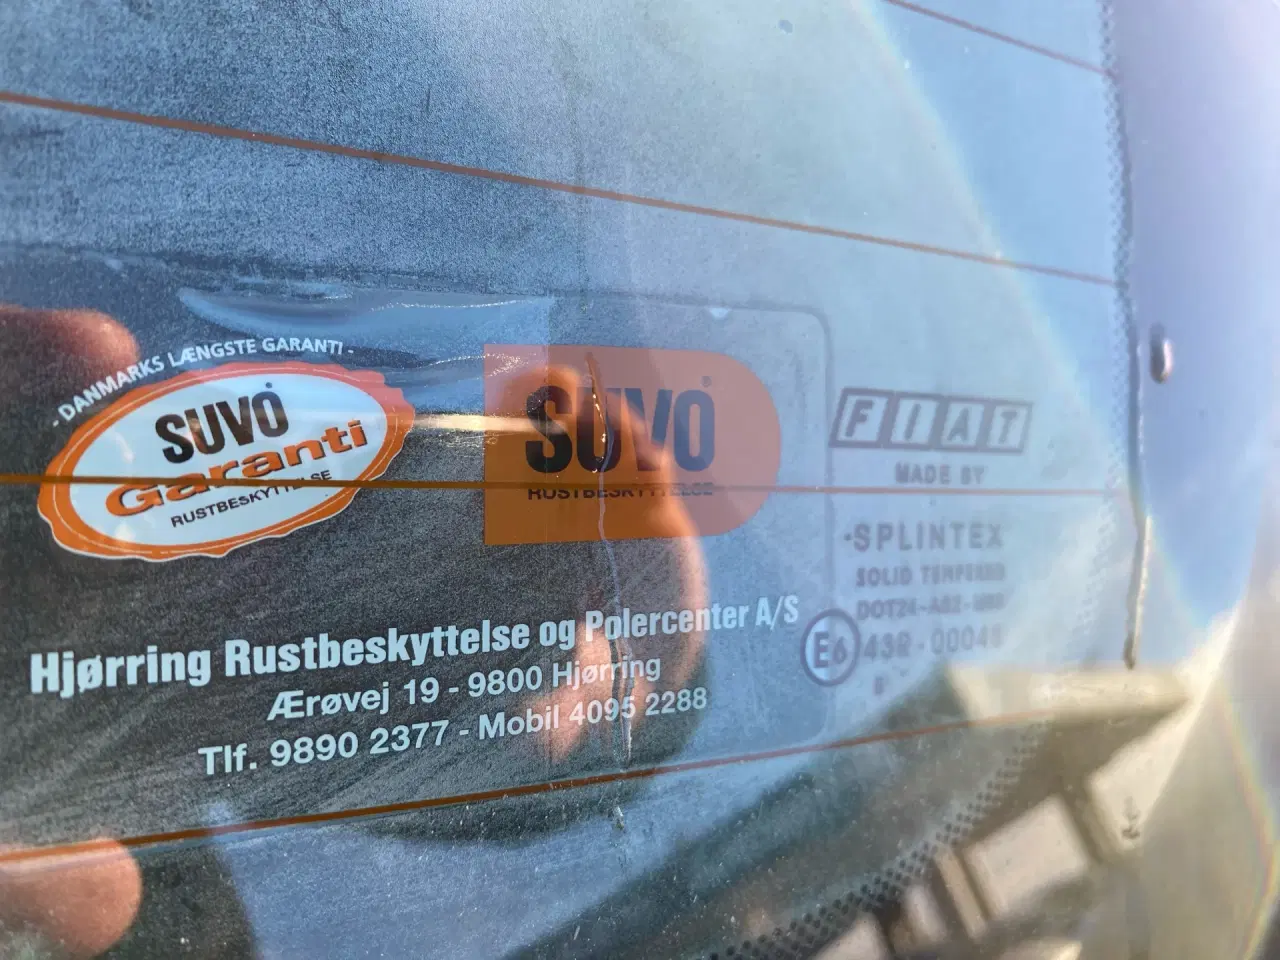 - DANMARKS LÆNGSTE GARANTI -
SUVO
Garanti
RUSTBESKYTTELSE
SUVO
RUSTBESKYTTELSE
Hjørring Rustbeskyttelse og Polercenter A/S
Ærøvej 19 - 9800 Hjørring
Tlf. 9890 2377 - Mobil 4095 2288
FIAT
MADE BY
·SPLINTEX
SOLID TEMPERED
E6